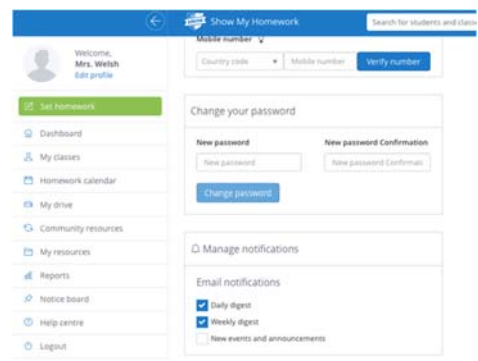 Show My Homework
Search for students and classe
Welcome,
Mrs. Welsh
Edit profile
Set homework
Dashboard
My classes
Homework calendar
My drive
Community resources
My resources
Reports
Notice board
Help centre
Logout
Mobile number
Country code Mobile number Verify number
Change your password
New password New password Confirmation
New password New password Confirmati
Change password
Manage notifications
Email notifications
Daily digest
Weekly digest
New events and announcements